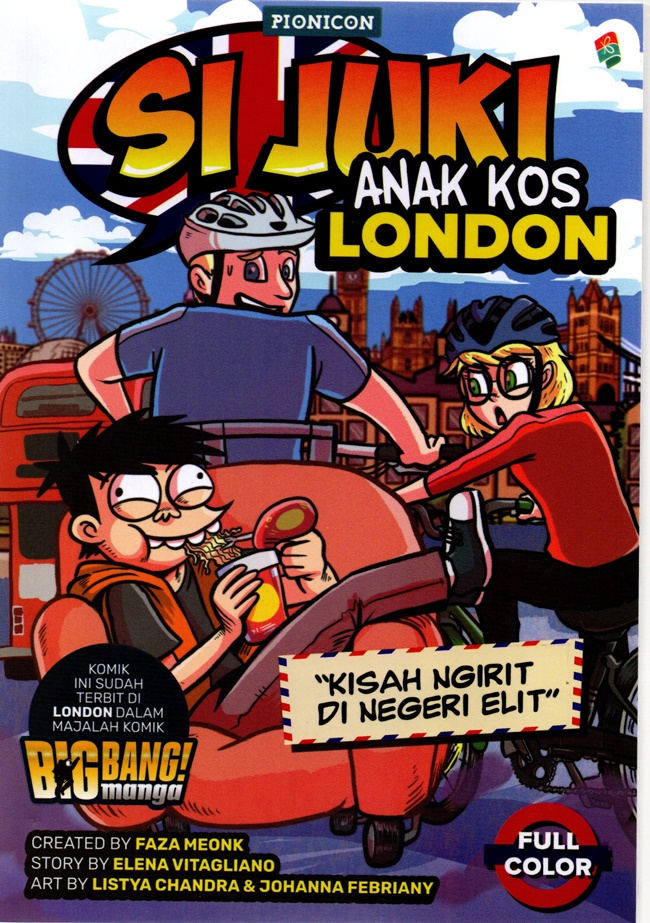 PIONICON
SI JUKI
ANAK KOS
LONDON
"KISAH NGIRIT
DI NEGERI ELIT"
KOMIK
INI SUDAH
TERBIT DI
LONDON DALAM
MAJALAH KOMIK
BIG BANG!
manga
CREATED BY FAZA MEONK
STORY BY ELENA VITAGLIANO
ART BY LISTYA CHANDRA & JOHANNA FEBRIANY
FULL
COLOR